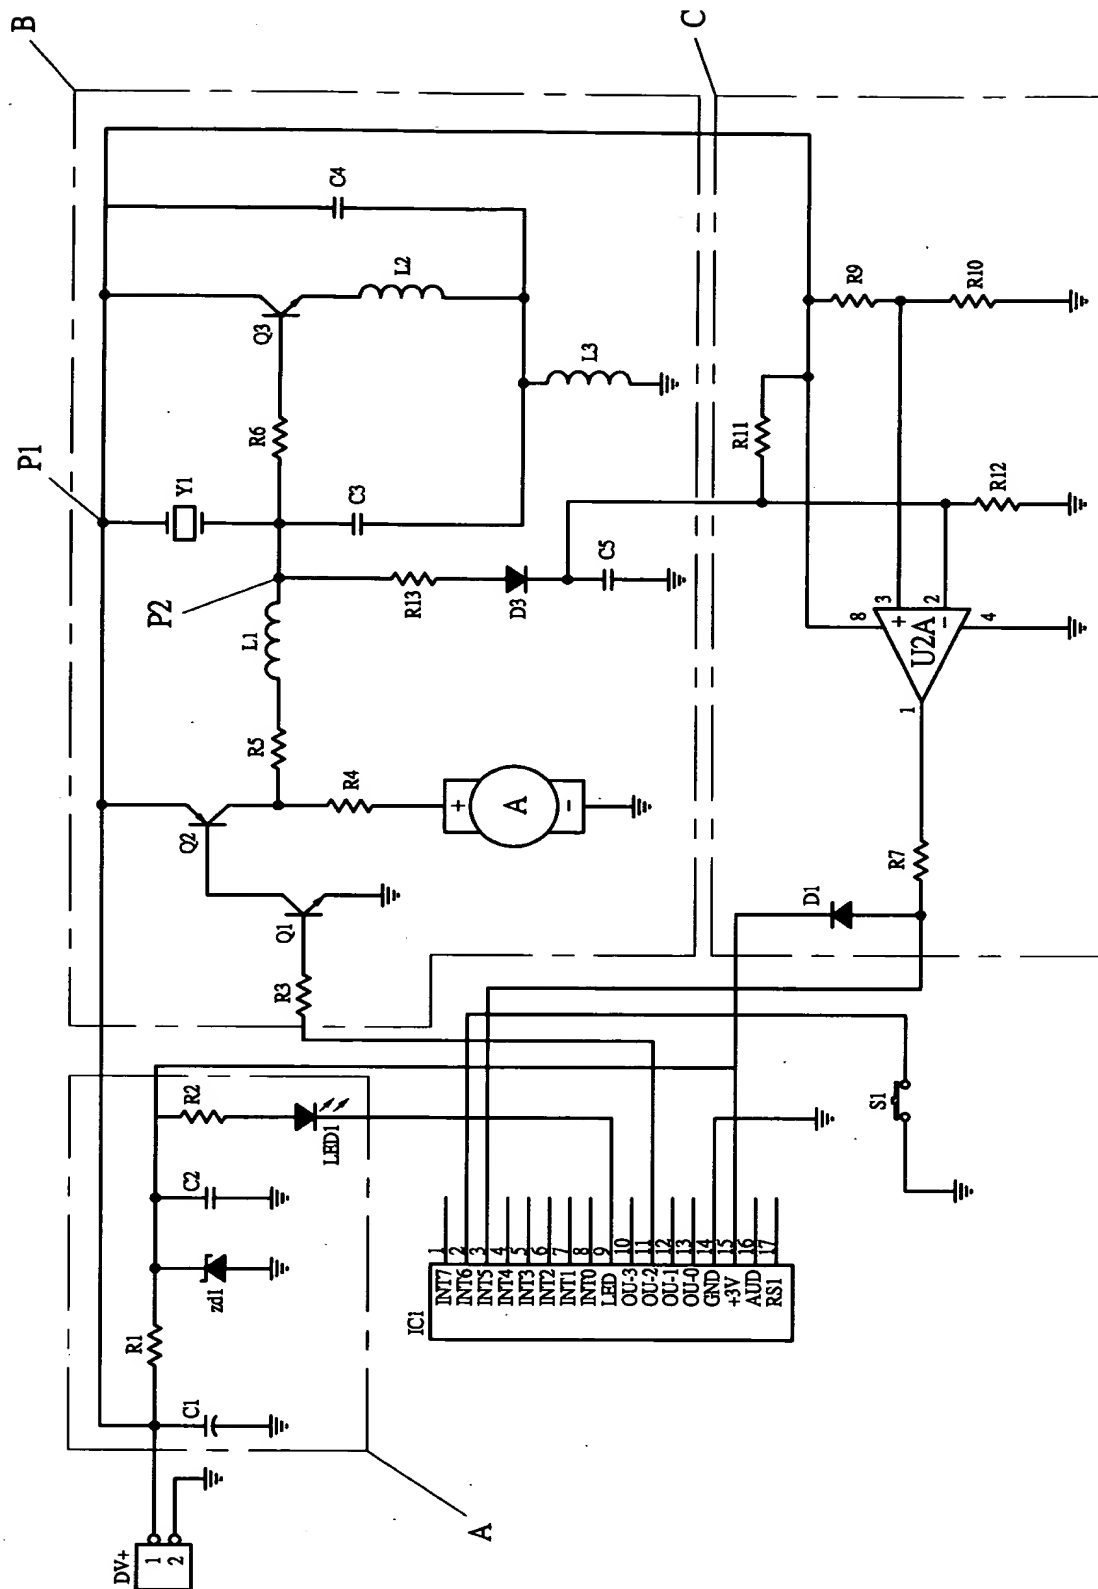 B
C
P1
Y1
C4
Q3
L2
R6
C3
L3
P2
L1
R13
D3
C5
R5
R4
+
A
-
Q2
Q1
R3
R9
R10
R11
R12
8
3
+
2
-
U2A
4
1
R7
D1
S1
R2
LED1
C2
zd1
R1
C1
A
DV+
1
2
IC1
INT7 1
INT6 2
INT5 3
INT4 4
INT3 5
INT2 6
INT1 7
INT0 8
LED 9
OU-3 10
OU-2 11
OU-1 12
OU-0 13
GND 14
+3V 15
AUD 16
RS1 17